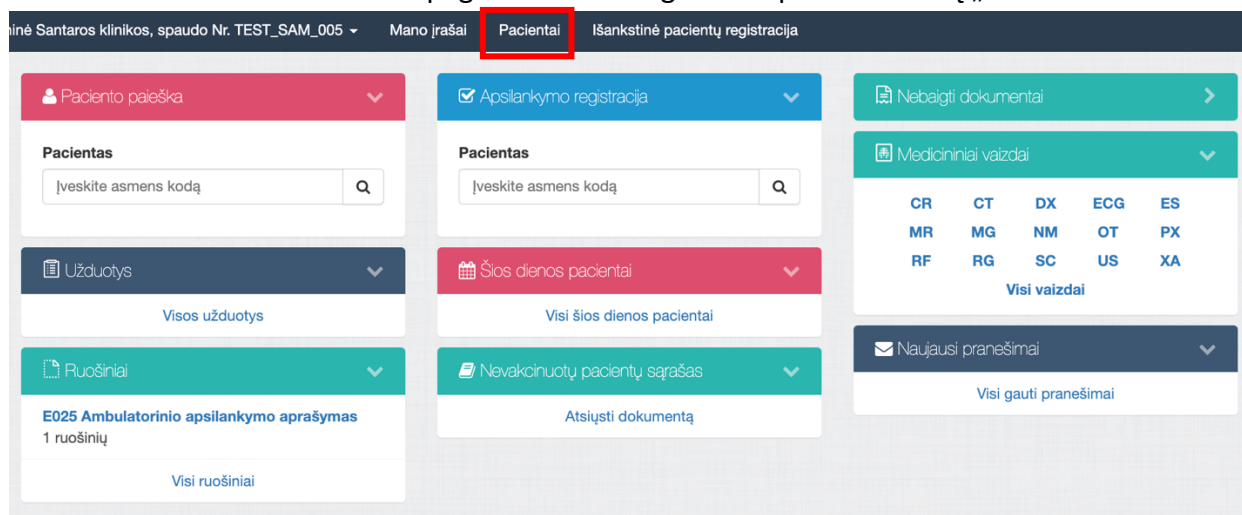 inė Santaros klinikos, spaudo Nr. TEST_SAM_005
Mano įrašai
Pacientai
Išankstinė pacientų registracija
Paciento paieška
Pacientas
Įveskite asmens kodą
Užduotys
Visos užduotys
Ruošiniai
E025 Ambulatorinio apsilankymo aprašymas
1 ruošinių
Visi ruošiniai
Apsilankymo registracija
Pacientas
Įveskite asmens kodą
Šios dienos pacientai
Visi šios dienos pacientai
Nevakcinuotų pacientų sąrašas
Atsiųsti dokumentą
Nebaigti dokumentai
Medicininiai vaizdai
CR CT DX ECG ES
MR MG NM OT PX
RF RG SC US XA
Visi vaizdai
Naujausi pranešimai
Visi gauti pranešimai